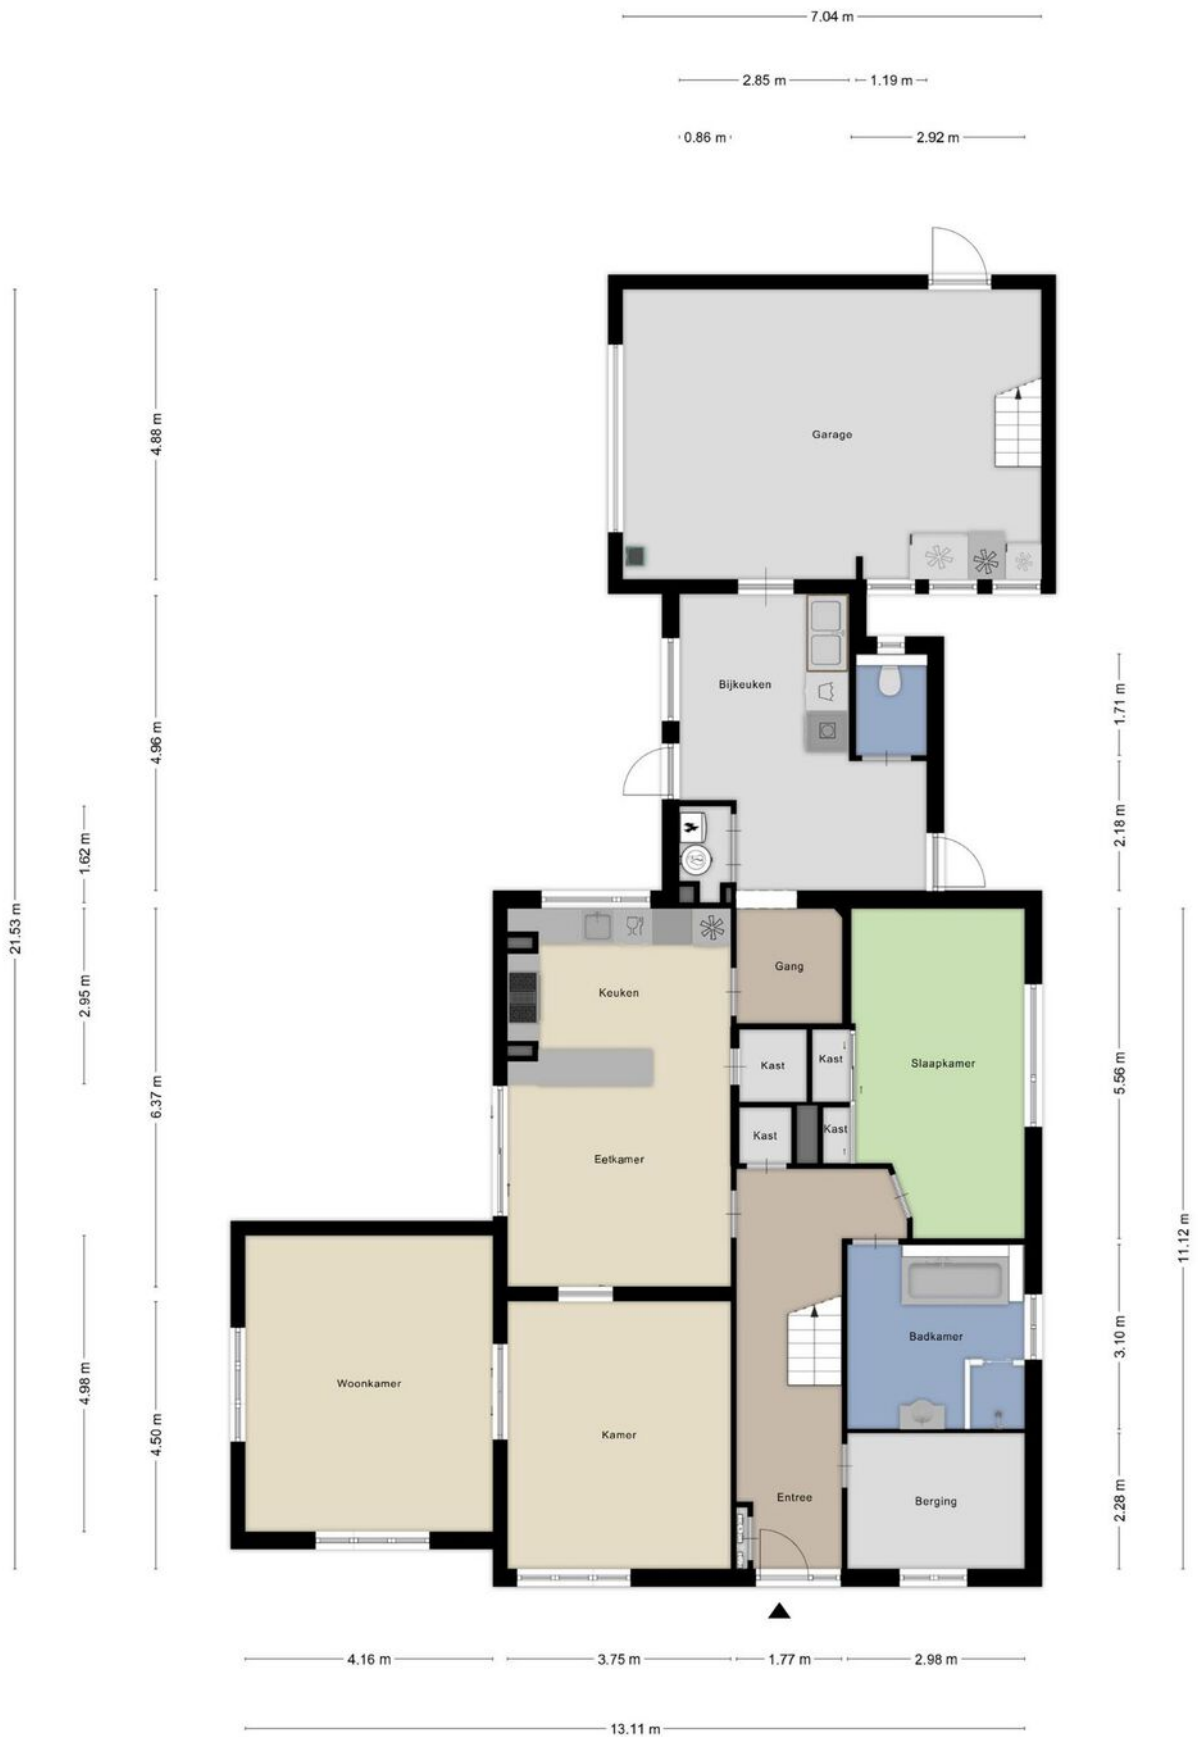 7.04 m
2.85 m
1.19 m
0.86 m
2.92 m
Garage
4.88 m
Bijkeuken
1.71 m
4.96 m
2.18 m
1.62 m
21.53 m
Gang
Keuken
2.95 m
Kast
Kast
Slaapkamer
5.56 m
6.37 m
Kast
Kast
Eetkamer
11.12 m
Badkamer
3.10 m
Woonkamer
4.98 m
Kamer
4.50 m
Entree
Berging
2.28 m
4.16 m
3.75 m
1.77 m
2.98 m
13.11 m